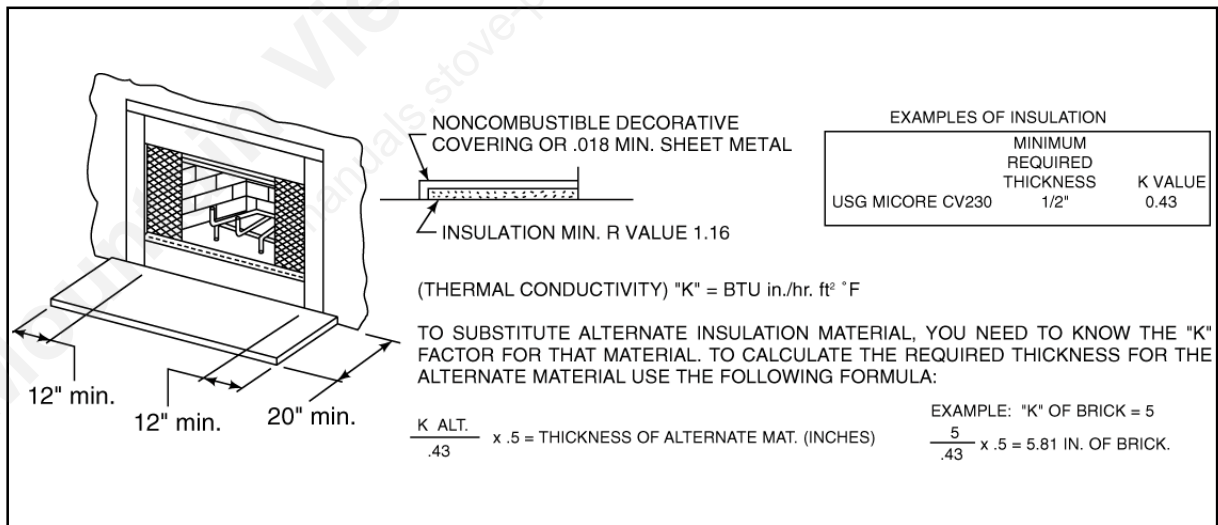 NONCOMBUSTIBLE DECORATIVE
COVERING OR .018 MIN. SHEET METAL
INSULATION MIN. R VALUE 1.16
EXAMPLES OF INSULATION
MINIMUM
REQUIRED
THICKNESS K VALUE
USG MICORE CV230 1/2" 0.43
(THERMAL CONDUCTIVITY) "K" = BTU in./hr. ft² °F
TO SUBSTITUTE ALTERNATE INSULATION MATERIAL, YOU NEED TO KNOW THE "K"
FACTOR FOR THAT MATERIAL. TO CALCULATE THE REQUIRED THICKNESS FOR THE
ALTERNATE MATERIAL USE THE FOLLOWING FORMULA:
12" min.
12" min.
20" min.
K ALT.
.43
x .5 = THICKNESS OF ALTERNATE MAT. (INCHES)
EXAMPLE: "K" OF BRICK = 5
5
.43
x .5 = 5.81 IN. OF BRICK.